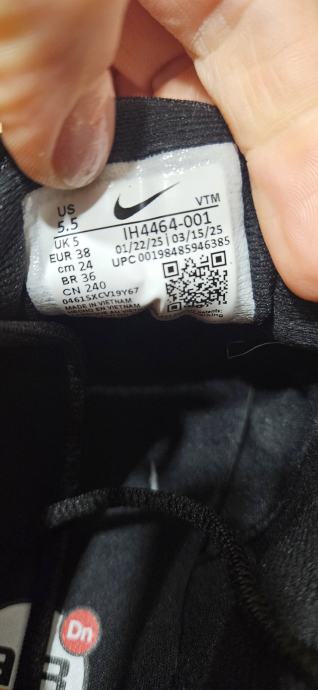 US
5.5
UK 5
EUR 38
cm 24
BR 36
CN 240
04615XCV19Y67
MADE IN VIETNAM
VTM
IH4464-001
01/22/25 | 03/15/25
UPC 00198485946385
Dn